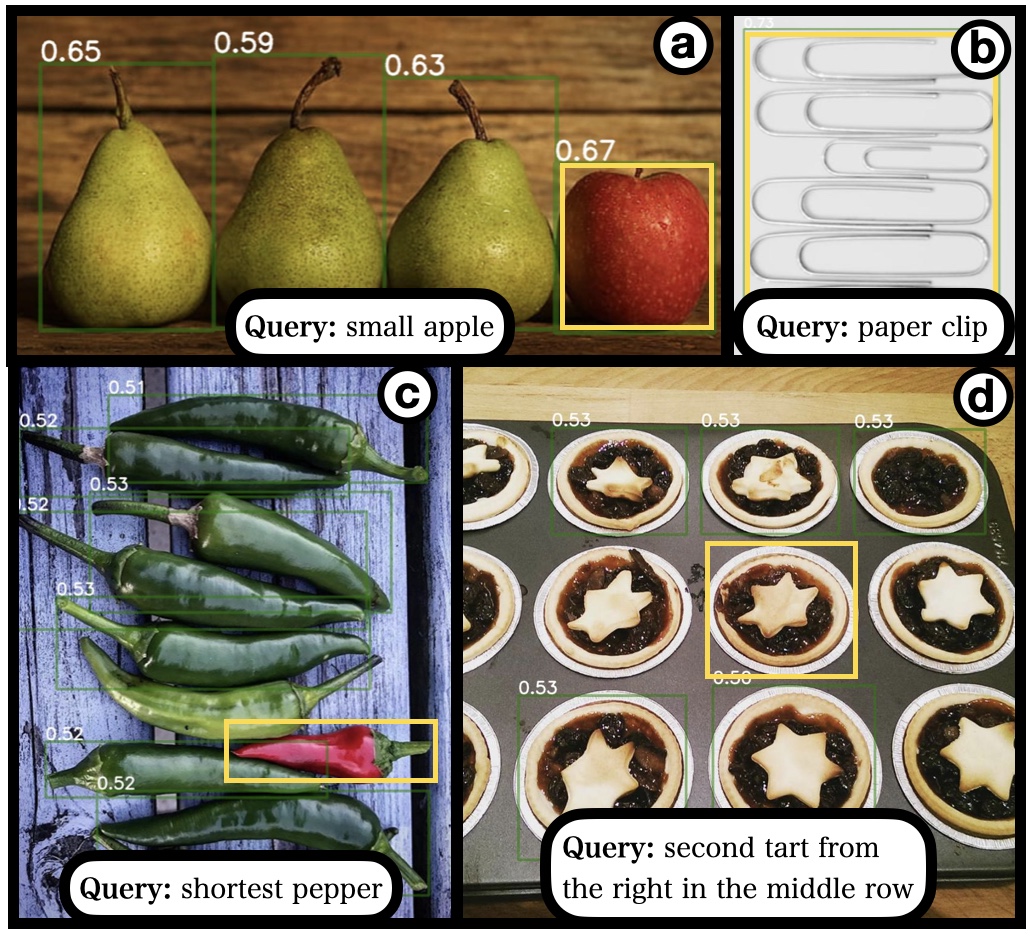 0.65
0.59
0.63
0.67
a
Query: small apple
0.73
b
Query: paper clip
0.51
c
0.52
0.53
0.52
0.53
0.52
0.52
Query: shortest pepper
0.53
0.53
0.53
d
0.53
0.50
Query: second tart from
the right in the middle row